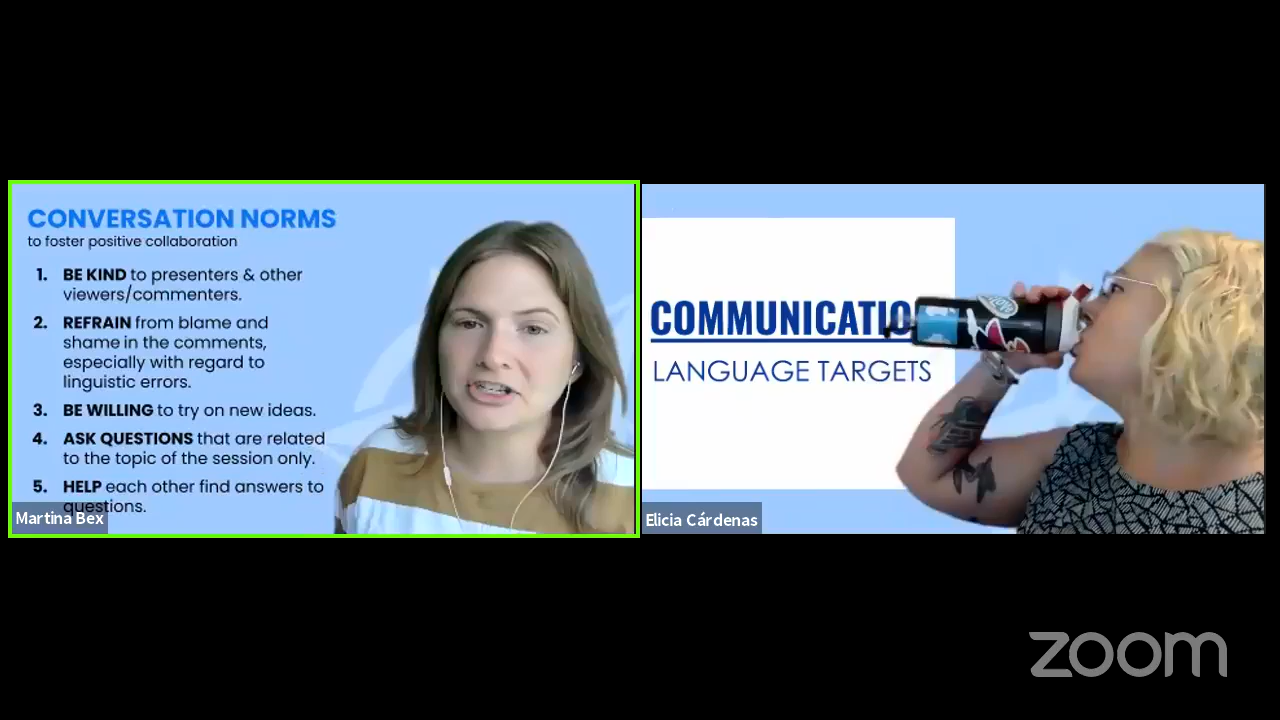 CONVERSATION NORMS
to foster positive collaboration
1. BE KIND to presenters & other
viewers/commenters.
2. REFRAIN from blame and
shame in the comments,
especially with regard to
linguistic errors.
3. BE WILLING to try on new ideas.
4. ASK QUESTIONS that are related
to the topic of the session only.
5. HELP each other find answers to
questions.
Martina Bex
COMMUNICATIO
LANGUAGE TARGETS
Elicia Cárdenas
zoom